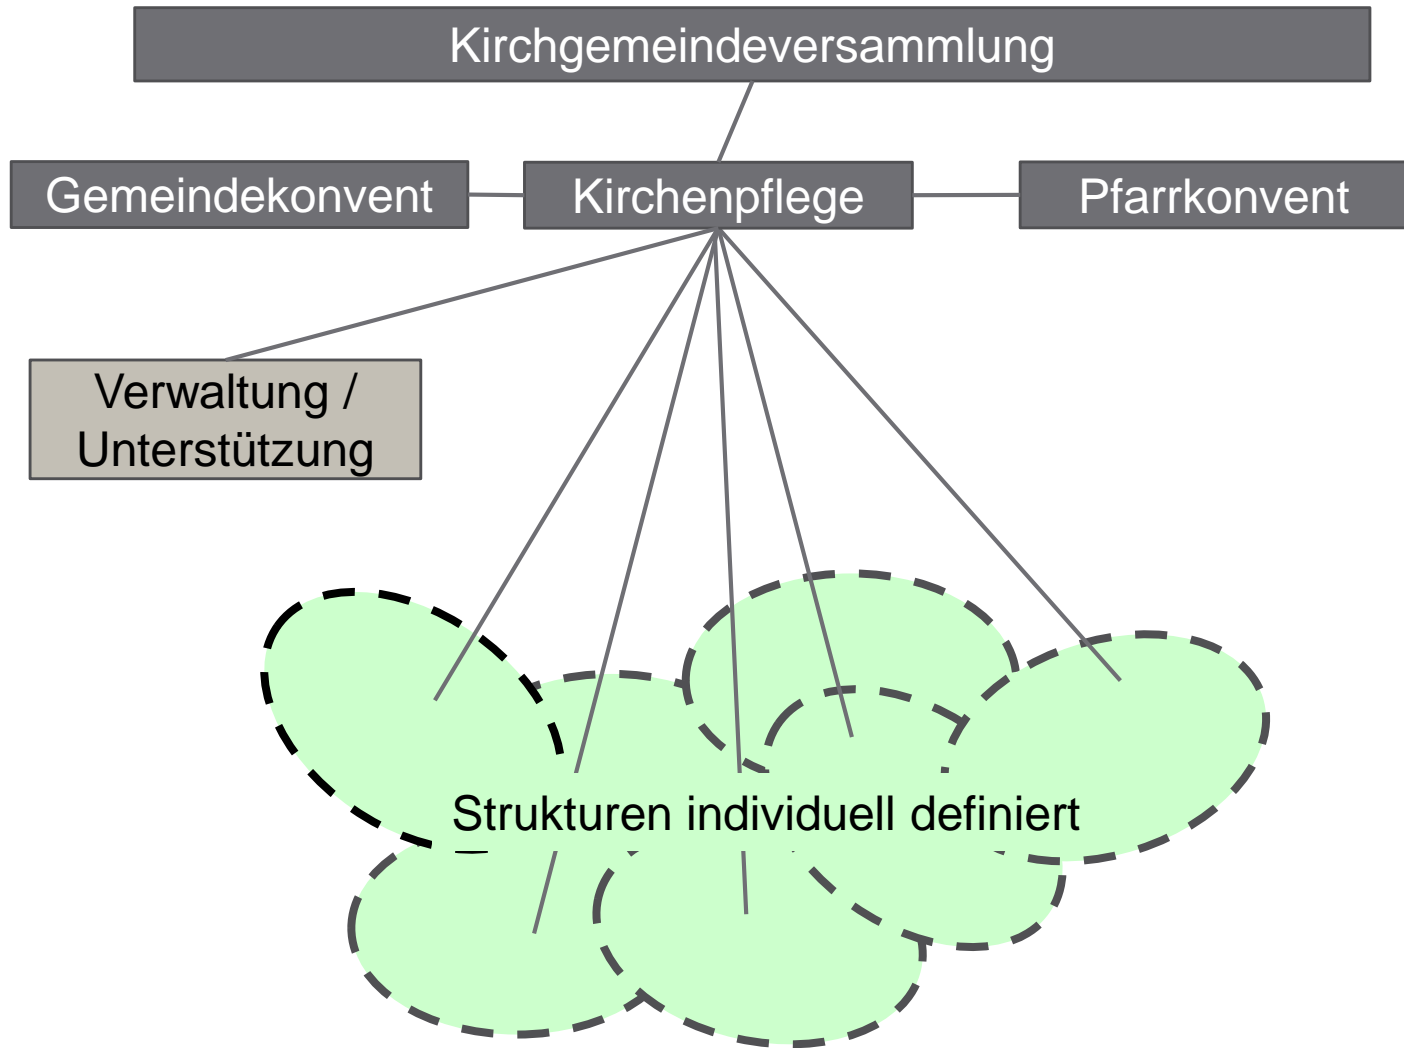 Kirchgemeindeversammlung
Gemeindekonvent
Kirchenpflege
Pfarrkonvent
Verwaltung /
Unterstützung
Strukturen individuell definiert